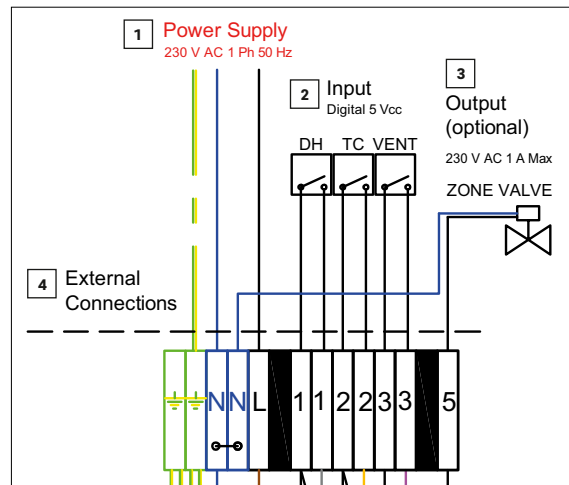 1 Power Supply
230 V AC 1 Ph 50 Hz
2 Input
Digital 5 Vcc
DH TC VENT
3
Output
(optional)
230 V AC 1 A Max
ZONE VALVE
4 External
Connections
N N L 1 1 2 2 3 3 5